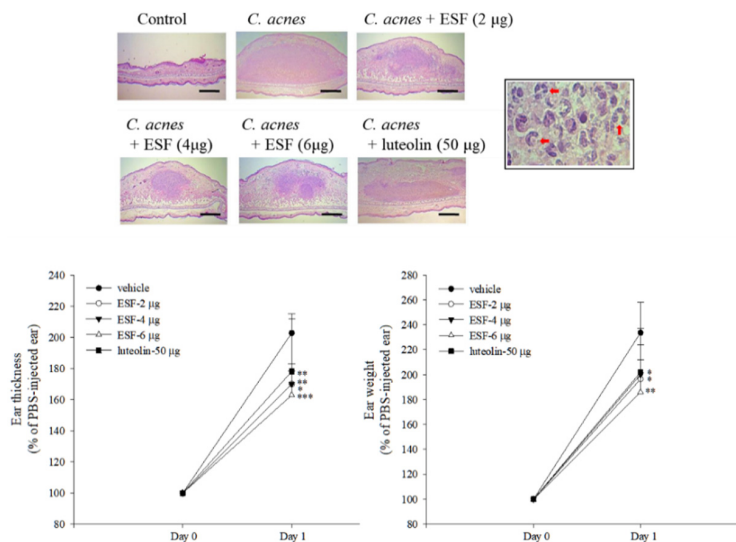 Control
C. acnes
C. acnes + ESF (2 µg)
C. acnes
+ ESF (4µg)
C. acnes
+ ESF (6µg)
C. acnes
+ luteolin (50 µg)
Ear thickness
(% of PBS-injected ear)
240
220
200
180
160
140
120
100
80
vehicle
ESF-2 µg
ESF-4 µg
ESF-6 µg
luteolin-50 µg
**
**
*
***
Day 0
Day 1
Ear weight
(% of PBS-injected ear)
280
260
240
220
200
180
160
140
120
100
80
vehicle
ESF-2 µg
ESF-4 µg
ESF-6 µg
luteolin-50 µg
*
*
**
Day 0
Day 1